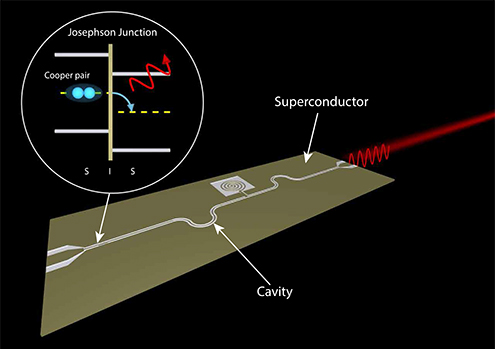 Josephson Junction
Cooper pair
S I S
Superconductor
Cavity